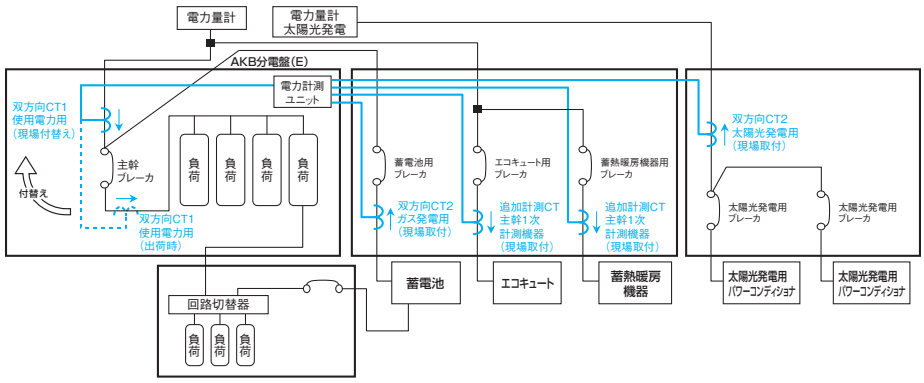 電力量計
電力量計
太陽光発電
AKB分電盤(E)
電力計測
ユニット
双方向CT1
使用電力用
(現場付替え)
主幹
ブレーカ
付替え
双方向CT1
使用電力用
(出荷時)
負荷
負荷
負荷
負荷
蓄電池用
ブレーカ
エコキュート用
ブレーカ
蓄熱暖房機器用
ブレーカ
双方向CT2
ガス発電用
(現場取付)
追加計測CT
主幹1次
計測機器
(現場取付)
追加計測CT
主幹1次
計測機器
(現場取付)
双方向CT2
太陽光発電用
(現場取付)
太陽光発電用
ブレーカ
太陽光発電用
ブレーカ
蓄電池
エコキュート
蓄熱暖房
機器
太陽光発電用
パワーコンディショナ
太陽光発電用
パワーコンディショナ
回路切替器
負荷
負荷
負荷